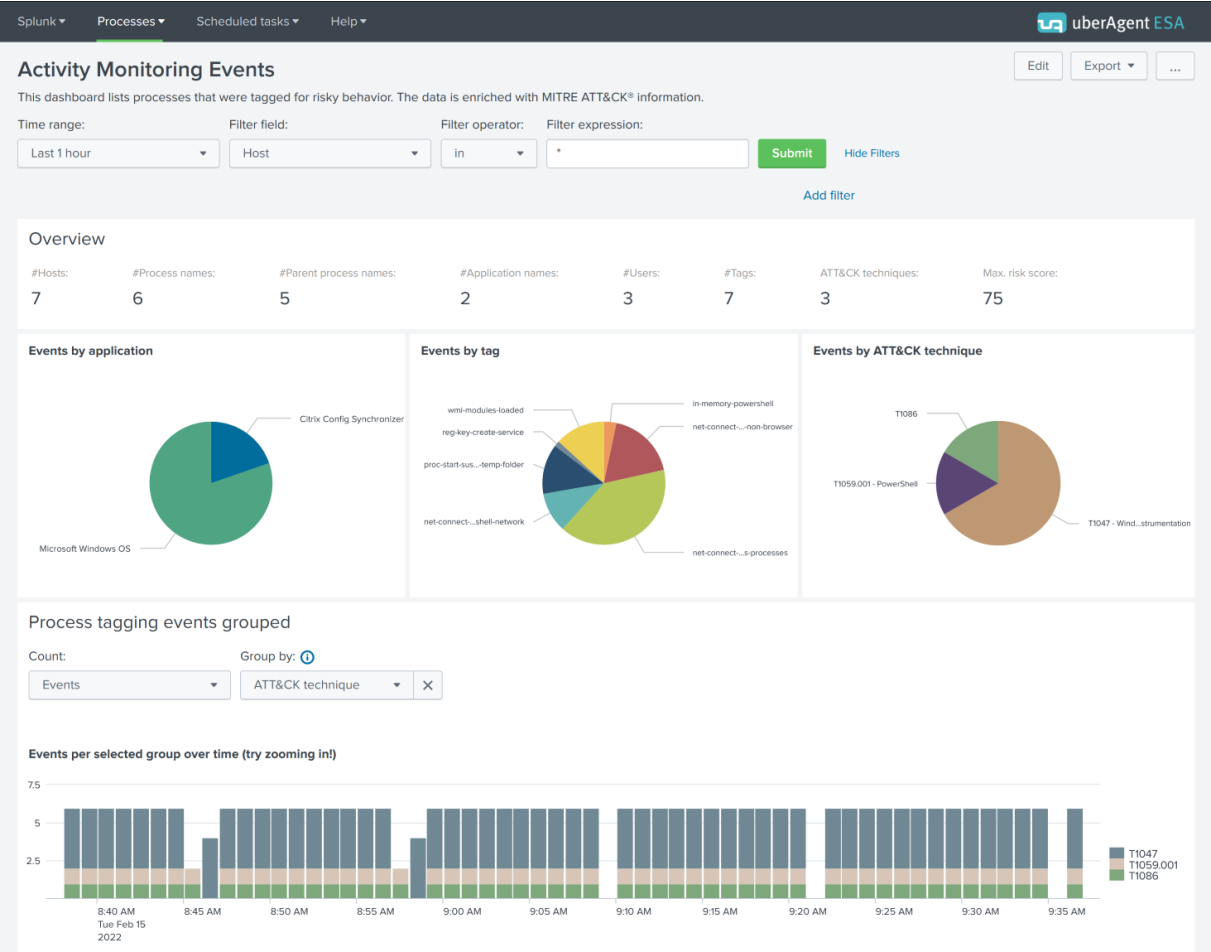 Splunk Processes Scheduled tasks Help uberAgent ESA
Activity Monitoring Events Edit Export ...
This dashboard lists processes that were tagged for risky behavior. The data is enriched with MITRE ATT&CK® information.
Time range: Filter field: Filter operator: Filter expression:
Last 1 hour Host in * Submit Hide Filters
Add filter
Overview
#Hosts: #Process names: #Parent process names: #Application names: #Users: #Tags: ATT&CK techniques: Max. risk score:
7 6 5 2 3 7 3 75
Events by application
Citrix Config Synchronizer
Microsoft Windows OS
Events by tag
wmi-modules-loaded
reg-key-create-service
proc-start-sus...-temp-folder
net-connect-...shell-network
in-memory-powershell
net-connect-...-non-browser
net-connect-...s-processes
Events by ATT&CK technique
T1086
T1059.001 - PowerShell
T1047 - Wind...strumentation
Process tagging events grouped
Count: Group by:
Events ATT&CK technique
Events per selected group over time (try zooming in!)
7.5
5
2.5
T1047
T1059.001
T1086
8:40 AM 8:45 AM 8:50 AM 8:55 AM 9:00 AM 9:05 AM 9:10 AM 9:15 AM 9:20 AM 9:25 AM 9:30 AM 9:35 AM
Tue Feb 15
2022